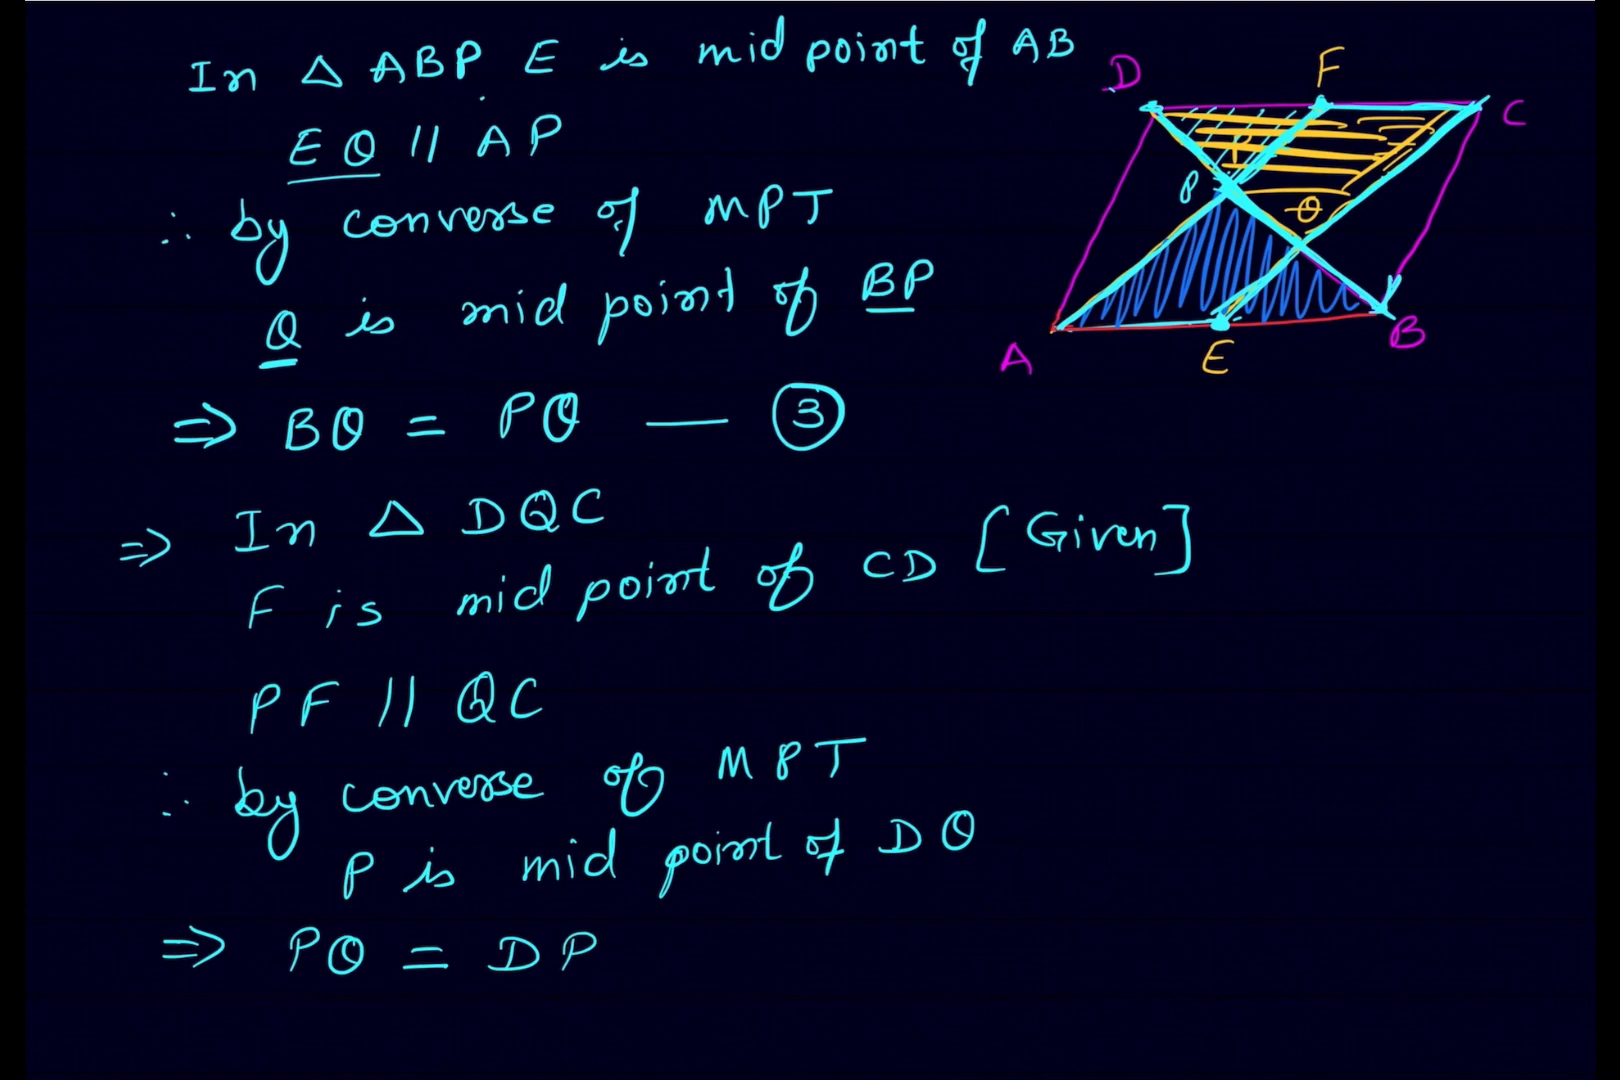 In △ ABP E is mid point of AB
EQ || AP
∴ by converse of MPT
Q is mid point of BP
⇒ BQ = PQ — ③
⇒ In △ DQC
F is mid point of CD [Given]
PF || QC
∴ by converse of MPT
P is mid point of DQ
⇒ PQ = DP
D
F
C
P
P
Q
A
E
B